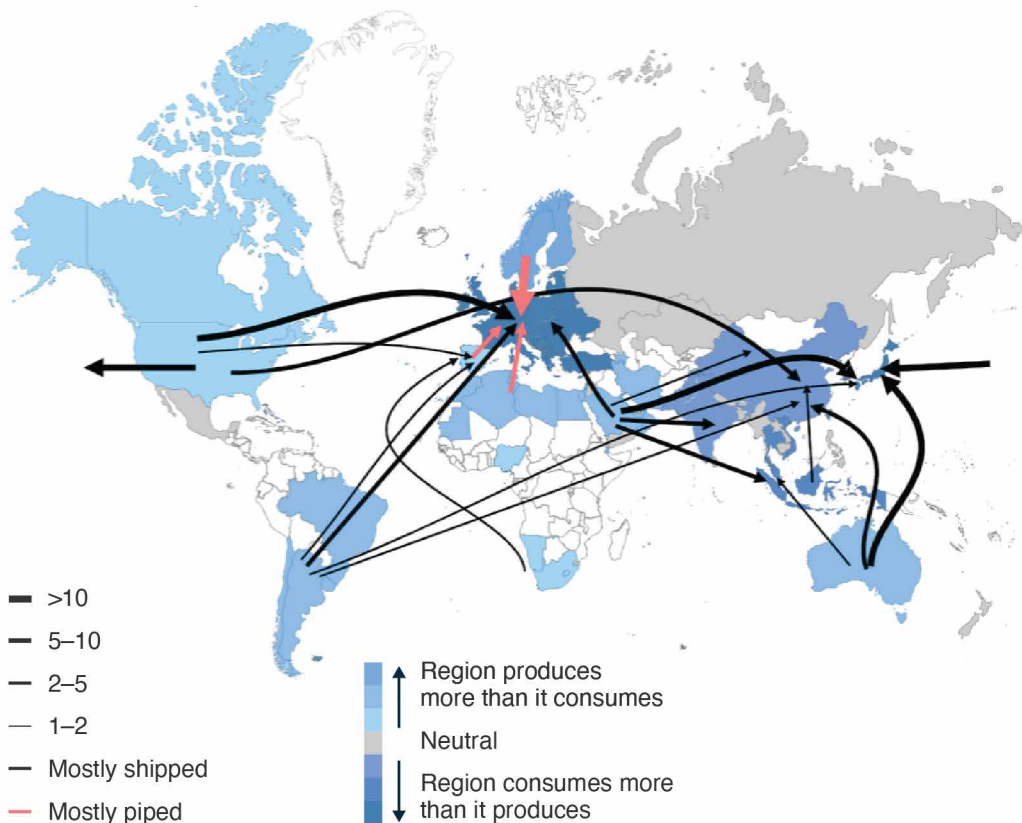 >10
5–10
2–5
1–2
Mostly shipped
Mostly piped
Region produces
more than it consumes
Neutral
Region consumes more
than it produces